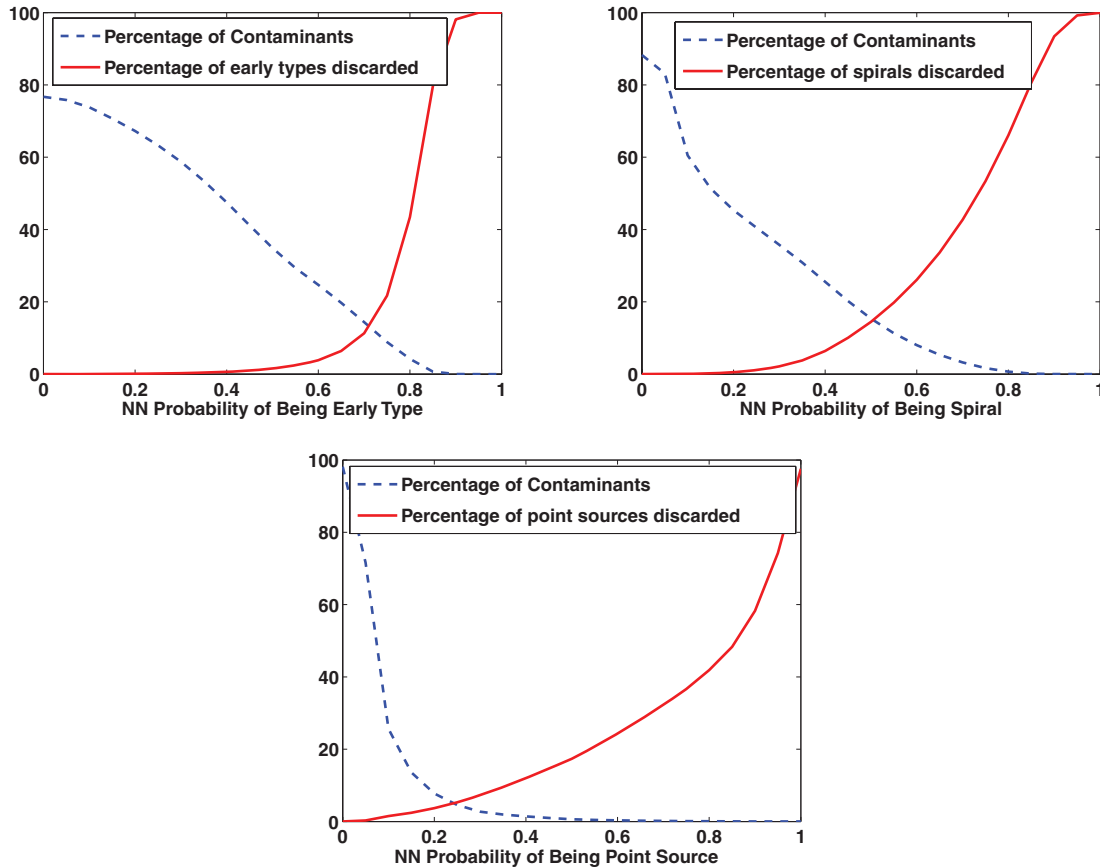 100
80
60
40
20
0
0 0.2 0.4 0.6 0.8 1
Percentage of Contaminants
Percentage of early types discarded
NN Probability of Being Early Type
100
80
60
40
20
0
0 0.2 0.4 0.6 0.8 1
Percentage of Contaminants
Percentage of spirals discarded
NN Probability of Being Spiral
100
80
60
40
20
0
0 0.2 0.4 0.6 0.8 1
Percentage of Contaminants
Percentage of point sources discarded
NN Probability of Being Point Source